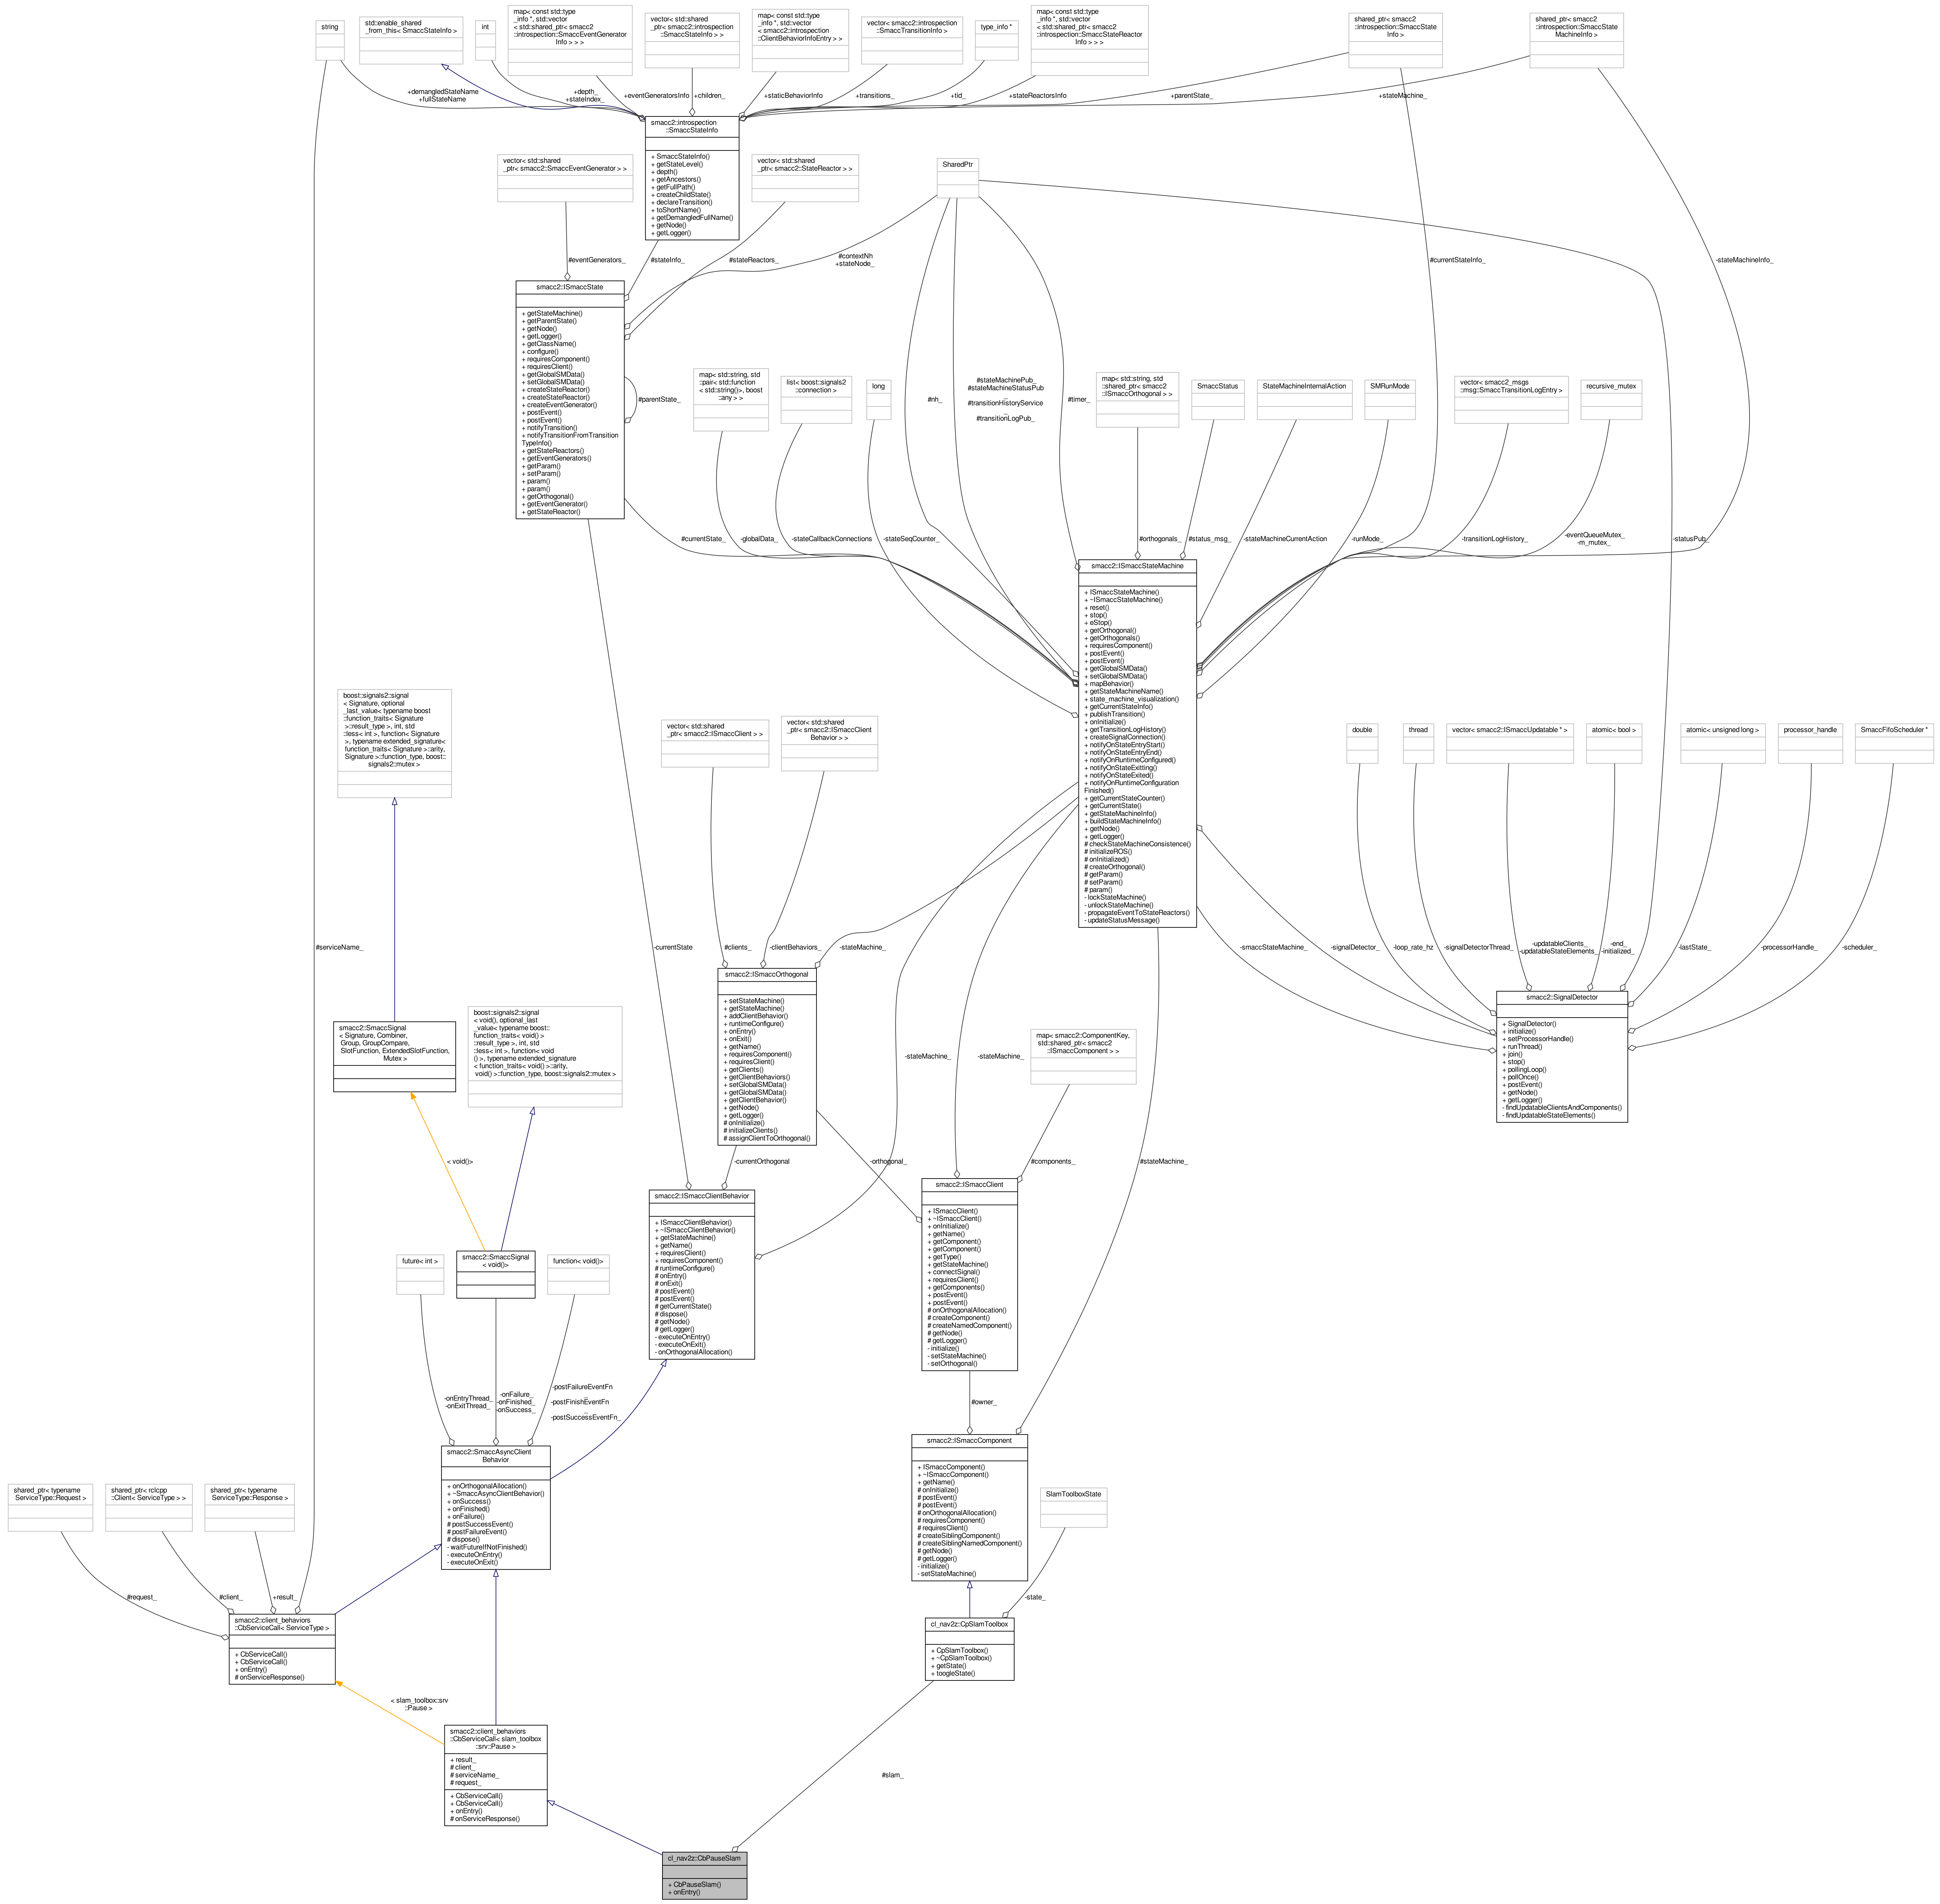 string
std::enable_shared
_from_this< SmaccStateInfo >
int
map< const std::type
_info *, std::vector
< std::shared_ptr< smacc2
::introspection::SmaccEventGenerator
Info > > >
vector< std::shared
_ptr< smacc2::introspection
::SmaccStateInfo > >
map< const std::type
_info *, std::vector
< smacc2::introspection
::ClientBehaviorInfoEntry > >
vector< smacc2::introspection
::SmaccTransitionInfo >
type_info *
map< const std::type
_info *, std::vector
< std::shared_ptr< smacc2
::introspection::SmaccStateReactor
Info > > >
shared_ptr< smacc2
::introspection::SmaccState
Info >
shared_ptr< smacc2
::introspection::SmaccState
MachineInfo >
+demangledStateName
+fullStateName
+depth_
+stateIndex_
+eventGeneratorsInfo
+children_
+staticBehaviorInfo
+transitions_
+tid_
+stateReactorsInfo
+parentState_
+stateMachine_
smacc2::introspection
::SmaccStateInfo
+ SmaccStateInfo()
+ getStateLevel()
+ depth()
+ getAncestors()
+ getFullPath()
+ createChildState()
+ declareTransition()
+ toShortName()
+ getDemangledFullName()
+ getNode()
+ getLogger()
vector< std::shared
_ptr< smacc2::SmaccEventGenerator > >
vector< std::shared
_ptr< smacc2::StateReactor > >
SharedPtr
#eventGenerators_
#stateInfo_
#stateReactors_
#contextNh
+stateNode_
#currentStateInfo_
-stateMachineInfo_
smacc2::ISmaccState
+ getStateMachine()
+ getParentState()
+ getNode()
+ getLogger()
+ getClassName()
+ configure()
+ requiresComponent()
+ requiresClient()
+ getGlobalSMData()
+ setGlobalSMData()
+ createStateReactor()
+ createStateReactor()
+ createEventGenerator()
+ postEvent()
+ postEvent()
+ notifyTransition()
+ notifyTransitionFromTransition
TypeInfo()
+ getStateReactors()
+ getEventGenerators()
+ getParam()
+ setParam()
+ param()
+ param()
+ getOrthogonal()
+ getEventGenerator()
+ getStateReactor()
#parentState_
map< std::string, std
::pair< std::function
< std::string()>, boost
::any > >
list< boost::signals2
::connection >
long
#nh_
#stateMachinePub_
#stateMachineStatusPub
_
#transitionHistoryService
_
#transitionLogPub_
#timer_
map< std::string, std
::shared_ptr< smacc2
::ISmaccOrthogonal > >
SmaccStatus
StateMachineInternalAction
SMRunMode
vector< smacc2_msgs
::msg::SmaccTransitionLogEntry >
recursive_mutex
#currentState_
-globalData_
-stateCallbackConnections
-stateSeqCounter_
#orthogonals_
#status_msg_
-stateMachineCurrentAction
-runMode_
-transitionLogHistory_
-eventQueueMutex_
-m_mutex_
-statusPub_
smacc2::ISmaccStateMachine
+ ISmaccStateMachine()
+ ~ISmaccStateMachine()
+ reset()
+ stop()
+ eStop()
+ getOrthogonal()
+ getOrthogonals()
+ requiresComponent()
+ postEvent()
+ postEvent()
+ getGlobalSMData()
+ setGlobalSMData()
+ mapBehavior()
+ getStateMachineName()
+ state_machine_visualization()
+ getCurrentStateInfo()
+ publishTransition()
+ onInitialize()
+ getTransitionLogHistory()
+ createSignalConnection()
+ notifyOnStateEntryStart()
+ notifyOnStateEntryEnd()
+ notifyOnRuntimeConfigured()
+ notifyOnStateExitting()
+ notifyOnStateExited()
+ notifyOnRuntimeConfiguration
Finished()
+ getCurrentStateCounter()
+ getCurrentState()
+ getStateMachineInfo()
+ buildStateMachineInfo()
+ getNode()
+ getLogger()
# checkStateMachineConsistence()
# initializeROS()
# onInitialized()
# createOrthogonal()
# getParam()
# setParam()
# param()
- lockStateMachine()
- unlockStateMachine()
- propagateEventToStateReactors()
- updateStatusMessage()
boost::signals2::signal
< Signature, optional
_last_value< typename boost
::function_traits< Signature
>::result_type >, int, std
::less< int >, function< Signature
>, typename extended_signature<
function_traits< Signature >::arity,
Signature >::function_type, boost::
signals2::mutex >
vector< std::shared
_ptr< smacc2::ISmaccClient > >
vector< std::shared
_ptr< smacc2::ISmaccClient
Behavior > >
double
thread
vector< smacc2::ISmaccUpdatable * >
atomic< bool >
atomic< unsigned long >
processor_handle
SmaccFifoScheduler *
#serviceName_
-currentState
#clients_
-clientBehaviors_
-stateMachine_
-smaccStateMachine_
-signalDetector_
-loop_rate_hz
-signalDetectorThread_
-updatableClients_
-updatableStateElements_
-end_
-initialized_
-lastState_
-processorHandle_
-scheduler_
smacc2::ISmaccOrthogonal
+ setStateMachine()
+ getStateMachine()
+ addClientBehavior()
+ runtimeConfigure()
+ onEntry()
+ onExit()
+ getName()
+ requiresComponent()
+ requiresClient()
+ getClients()
+ getClientBehaviors()
+ setGlobalSMData()
+ getGlobalSMData()
+ getClientBehavior()
+ getNode()
+ getLogger()
# onInitialize()
# initializeClients()
# assignClientToOrthogonal()
smacc2::SignalDetector
+ SignalDetector()
+ initialize()
+ setProcessorHandle()
+ runThread()
+ join()
+ stop()
+ pollingLoop()
+ pollOnce()
+ postEvent()
+ getNode()
+ getLogger()
- findUpdatableClientsAndComponents()
- findUpdatableStateElements()
smacc2::SmaccSignal
< Signature, Combiner,
Group, GroupCompare,
SlotFunction, ExtendedSlotFunction,
Mutex >
boost::signals2::signal
< void(), optional_last
_value< typename boost::
function_traits< void() >
::result_type >, int, std
::less< int >, function< void
() >, typename extended_signature
< function_traits< void() >::arity,
void() >::function_type, boost::signals2::mutex >
map< smacc2::ComponentKey,
std::shared_ptr< smacc2
::ISmaccComponent > >
-stateMachine_
-stateMachine_
< void()>
-currentOrthogonal
-orthogonal_
#components_
#stateMachine_
smacc2::ISmaccClientBehavior
+ ISmaccClientBehavior()
+ ~ISmaccClientBehavior()
+ getStateMachine()
+ getName()
+ requiresClient()
+ requiresComponent()
# runtimeConfigure()
# onEntry()
# onExit()
# postEvent()
# postEvent()
# getCurrentState()
# dispose()
# getNode()
# getLogger()
- executeOnEntry()
- executeOnExit()
- onOrthogonalAllocation()
smacc2::ISmaccClient
+ ISmaccClient()
+ ~ISmaccClient()
+ onInitialize()
+ getName()
+ getComponent()
+ getComponent()
+ getType()
+ getStateMachine()
+ connectSignal()
+ requiresClient()
+ getComponents()
+ postEvent()
+ postEvent()
# onOrthogonalAllocation()
# createComponent()
# createNamedComponent()
# getNode()
# getLogger()
- initialize()
- setStateMachine()
- setOrthogonal()
future< int >
smacc2::SmaccSignal
< void()>
function< void()>
-onEntryThread_
-onExitThread_
-onFailure_
-onFinished_
-onSuccess_
-postFailureEventFn
_
-postFinishEventFn
_
-postSuccessEventFn_
#owner_
smacc2::SmaccAsyncClient
Behavior
+ onOrthogonalAllocation()
+ ~SmaccAsyncClientBehavior()
+ onSuccess()
+ onFinished()
+ onFailure()
# postSuccessEvent()
# postFailureEvent()
# dispose()
- waitFutureIfNotFinished()
- executeOnEntry()
- executeOnExit()
smacc2::ISmaccComponent
+ ISmaccComponent()
+ ~ISmaccComponent()
+ getName()
# onInitialize()
# postEvent()
# postEvent()
# onOrthogonalAllocation()
# requiresComponent()
# requiresClient()
# createSiblingComponent()
# createSiblingNamedComponent()
# getNode()
# getLogger()
- initialize()
- setStateMachine()
shared_ptr< typename
ServiceType::Request >
shared_ptr< rclcpp
::Client< ServiceType > >
shared_ptr< typename
ServiceType::Response >
SlamToolboxState
#request_
#client_
+result_
-state_
smacc2::client_behaviors
::CbServiceCall< ServiceType >
+ CbServiceCall()
+ CbServiceCall()
+ onEntry()
# onServiceResponse()
cl_nav2z::CpSlamToolbox
+ CpSlamToolbox()
+ ~CpSlamToolbox()
+ getState()
+ toogleState()
< slam_toolbox::srv
::Pause >
smacc2::client_behaviors
::CbServiceCall< slam_toolbox
::srv::Pause >
+ result_
# client_
# serviceName_
# request_
+ CbServiceCall()
+ CbServiceCall()
+ onEntry()
# onServiceResponse()
#slam_
cl_nav2z::CbPauseSlam
+ CbPauseSlam()
+ onEntry()